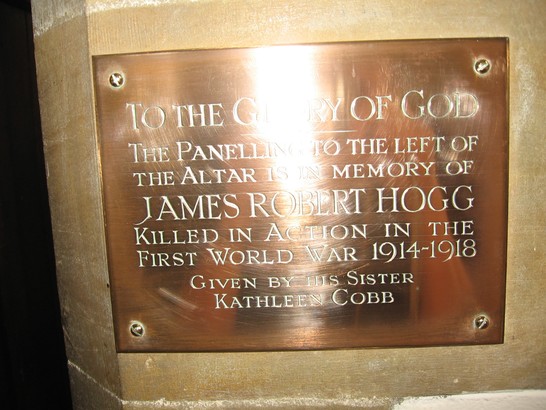 TO THE GLORY OF GOD
THE PANELLING TO THE LEFT OF
THE ALTAR IS IN MEMORY OF
JAMES ROBERT HOGG
KILLED IN ACTION IN THE
FIRST WORLD WAR 1914-1918
GIVEN BY HIS SISTER
KATHLEEN COBB